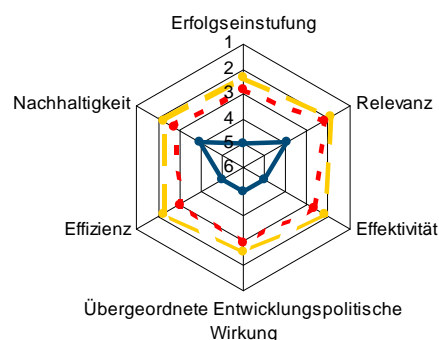 Erfolgseinstufung
1
2
3
4
5
6
Nachhaltigkeit
Relevanz
Effizienz
Effektivität
Übergeordnete Entwicklungspolitische
Wirkung